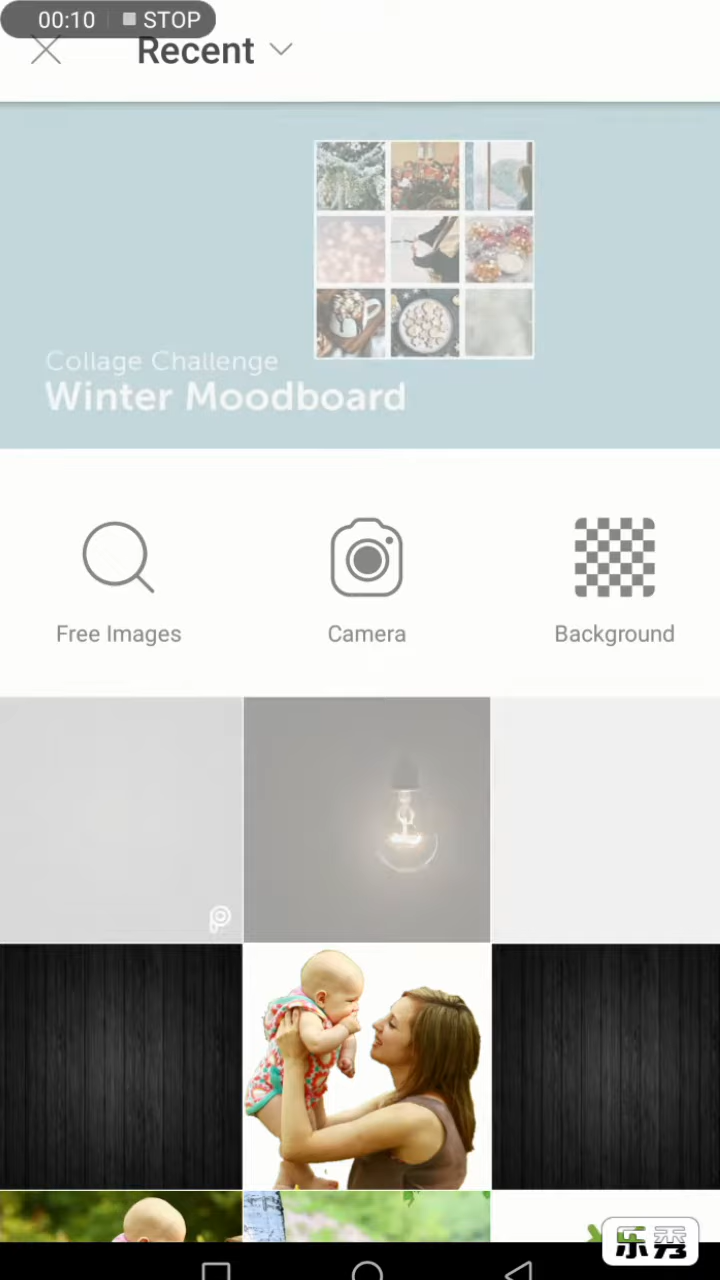 00:10 STOP
Recent
Collage Challenge
Winter Moodboard
Free Images
Camera
Background
乐秀